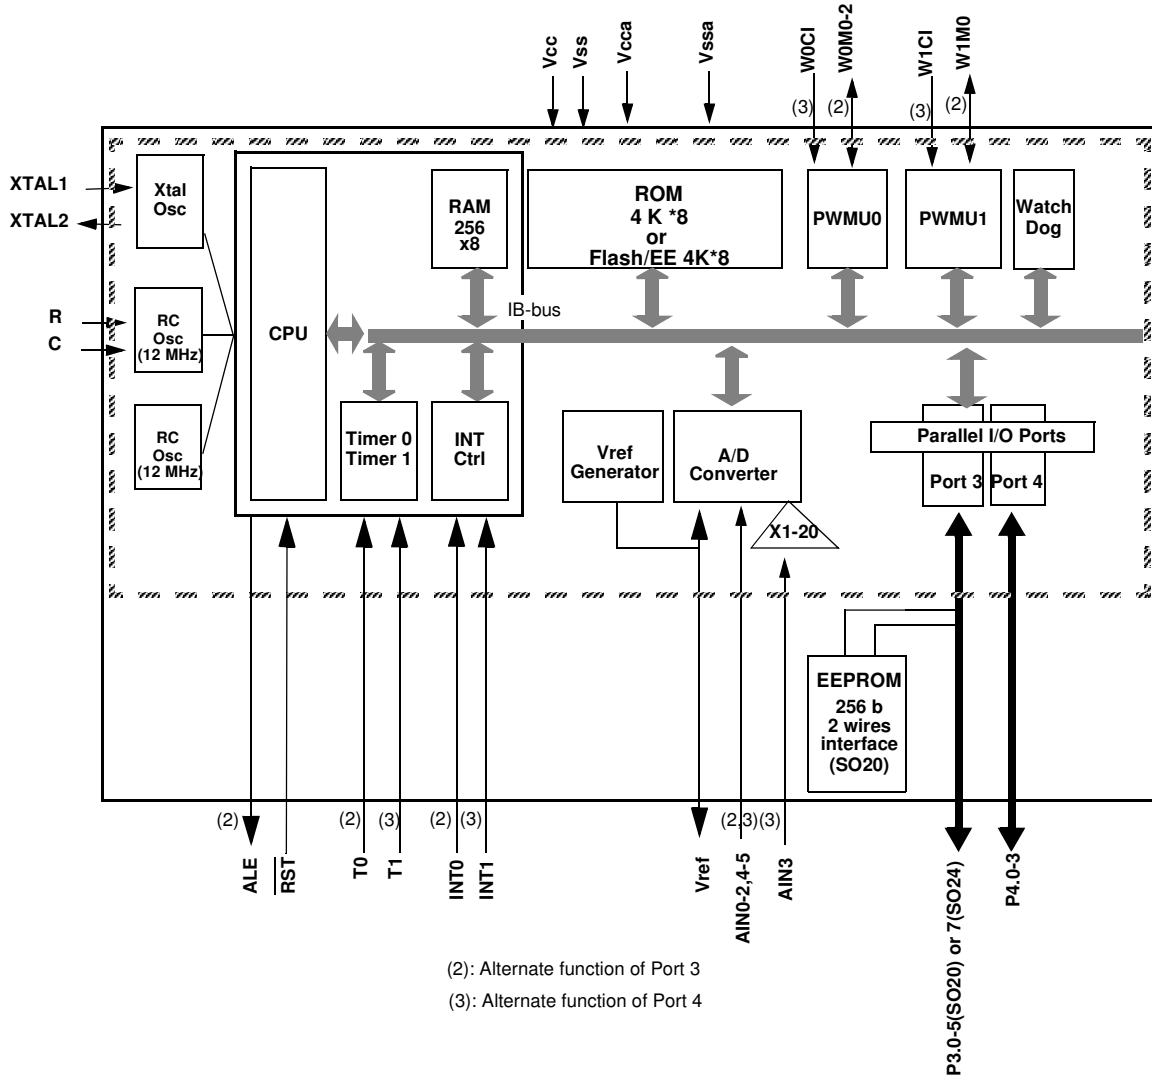 Vcc
Vss
Vcca
Vssa
W0CI
W0M0-2
W1CI
W1M0
(3)
(2)
(3)
(2)
XTAL1
XTAL2
Xtal
Osc
R
C
RC
Osc
(12 MHz)
RC
Osc
(12 MHz)
CPU
RAM
256
x8
ROM
4 K *8
or
Flash/EE 4K*8
PWMU0
PWMU1
Watch
Dog
IB-bus
Timer 0
Timer 1
INT
Ctrl
Vref
Generator
A/D
Converter
X1-20
Parallel I/O Ports
Port 3
Port 4
EEPROM
256 b
2 wires
interface
(SO20)
(2)
(2)
(3)
(2)
(3)
(2,3)
(3)
ALE
RST
T0
T1
INT0
INT1
Vref
AIN0-2,4-5
AIN3
P3.0-5(SO20) or 7(SO24)
P4.0-3
(2): Alternate function of Port 3
(3): Alternate function of Port 4